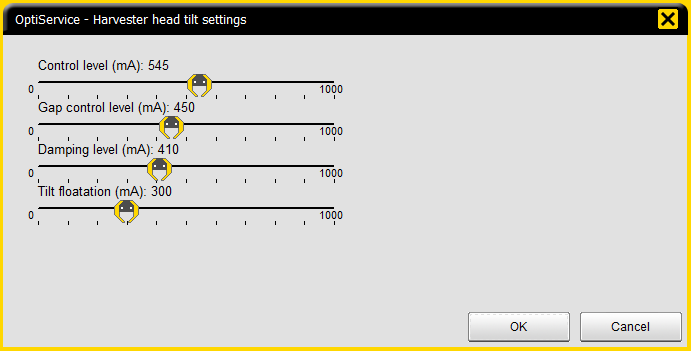 OptiService - Harvester head tilt settings
Control level (mA): 545
0 1000
Gap control level (mA): 450
0 1000
Damping level (mA): 410
0 1000
Tilt floatation (mA): 300
0 1000
OK Cancel